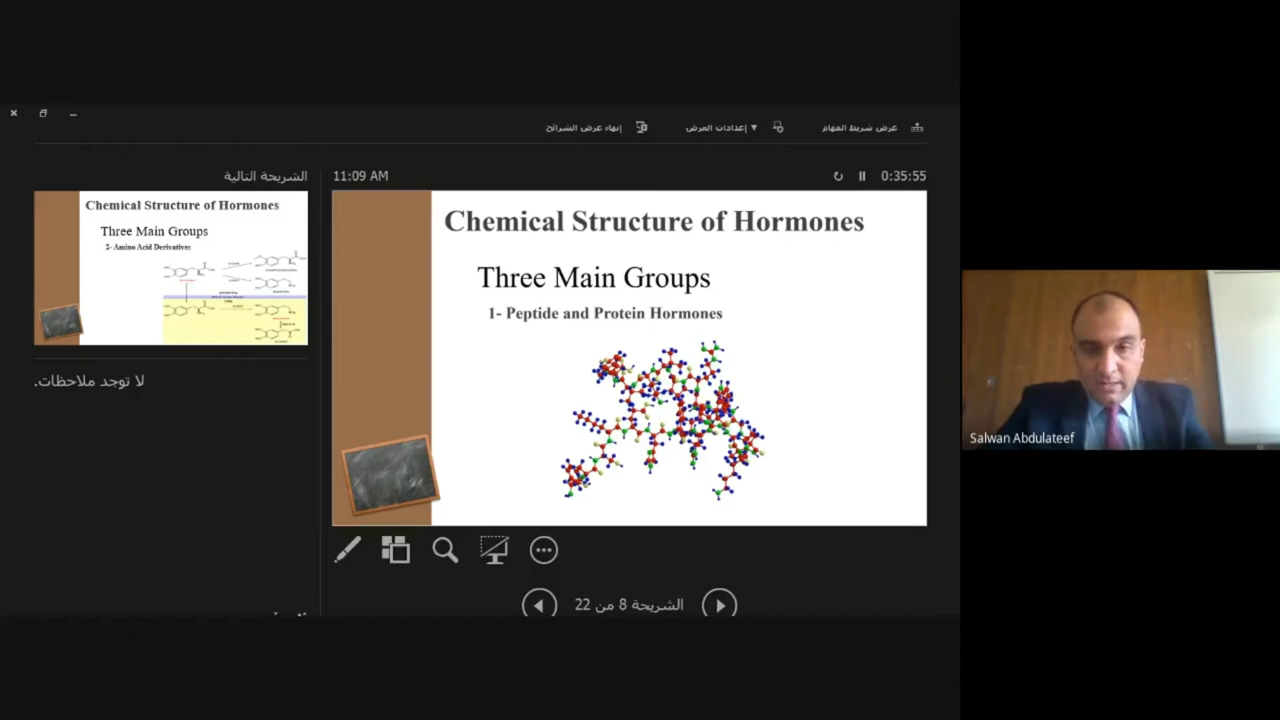 عرض شريط المهام
إعدادات العرض ▼
إنهاء عرض الشرائح
الشريحة التالية
11:09 AM
0:35:55
Chemical Structure of Hormones
Three Main Groups
2- Amino Acid Derivatives
Chemical Structure of Hormones
Three Main Groups
1- Peptide and Protein Hormones
لا توجد ملاحظات.
الشريحة 8 من 22
Salwan Abdulateef